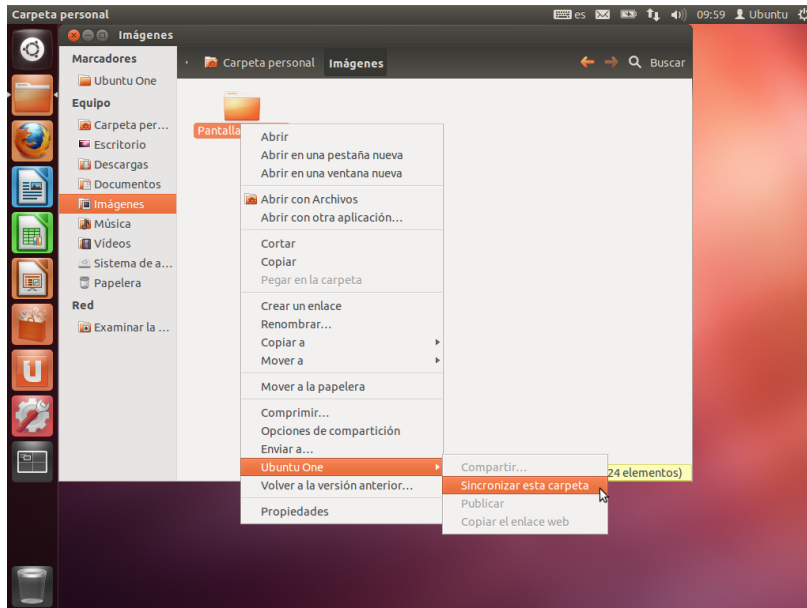 Carpeta personal
es
09:59
Ubuntu
Imágenes
Marcadores
Ubuntu One
Equipo
Carpeta per...
Escritorio
Descargas
Documentos
Imágenes
Música
Vídeos
Sistema de a...
Papelera
Red
Examinar la ...
Carpeta personal
Imágenes
Buscar
Pantalla
Abrir
Abrir en una pestaña nueva
Abrir en una ventana nueva
Abrir con Archivos
Abrir con otra aplicación...
Cortar
Copiar
Pegar en la carpeta
Crear un enlace
Renombrar...
Copiar a
Mover a
Mover a la papelera
Comprimir...
Opciones de compartición
Enviar a...
Ubuntu One
Volver a la versión anterior...
Propiedades
Compartir...
Sincronizar esta carpeta
Publicar
Copiar el enlace web
24 elementos)